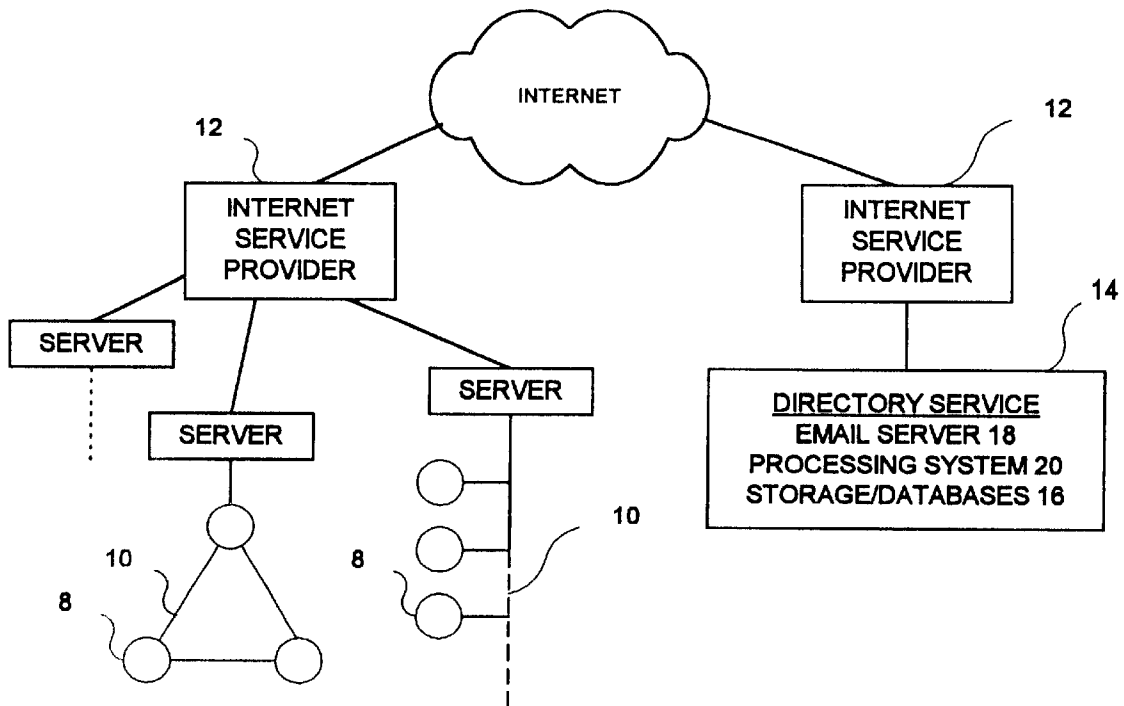 INTERNET
12
12
INTERNET
SERVICE
PROVIDER
INTERNET
SERVICE
PROVIDER
14
SERVER
SERVER
SERVER
DIRECTORY SERVICE
EMAIL SERVER 18
PROCESSING SYSTEM 20
STORAGE/DATABASES 16
10
10
8
8